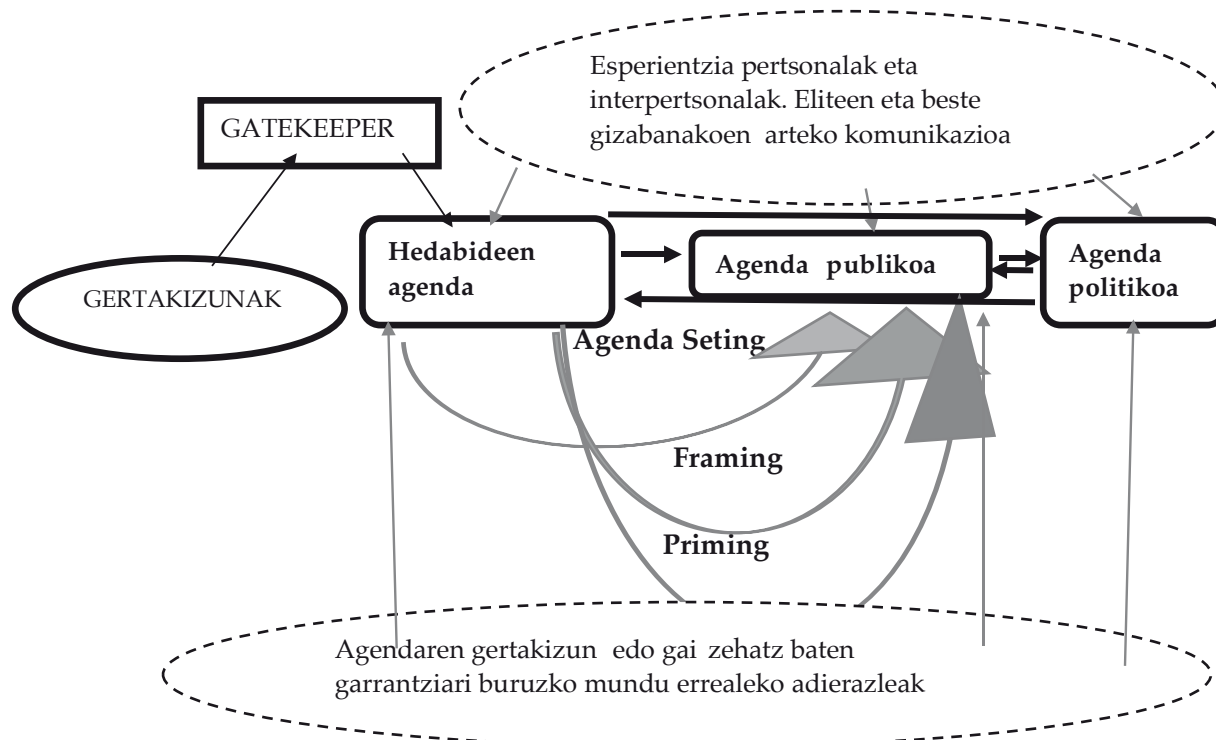 Esperientzia pertsonalak eta
interpertsonalak. Eliteen eta beste
gizabanakoen arteko komunikazioa
GATEKEEPER
GERTAKIZUNAK
Hedabideen
agenda
Agenda publikoa
Agenda
politikoa
Agenda Seting
Framing
Priming
Agendaren gertakizun edo gai zehatz baten
garrantziari buruzko mundu errealeko adierazleak